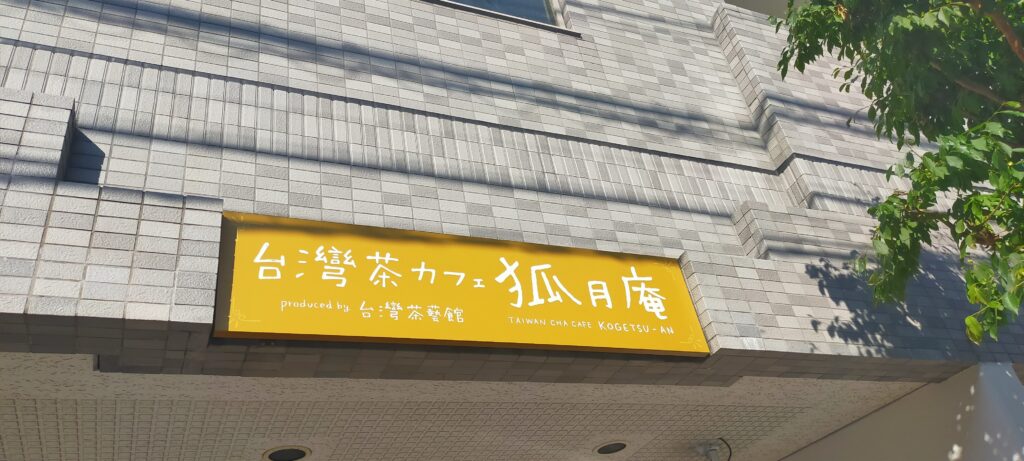 台灣茶カフェ 狐月庵
produced by 台灣茶藝館
TAIWAN CHA CAFE KOGETSU-AN